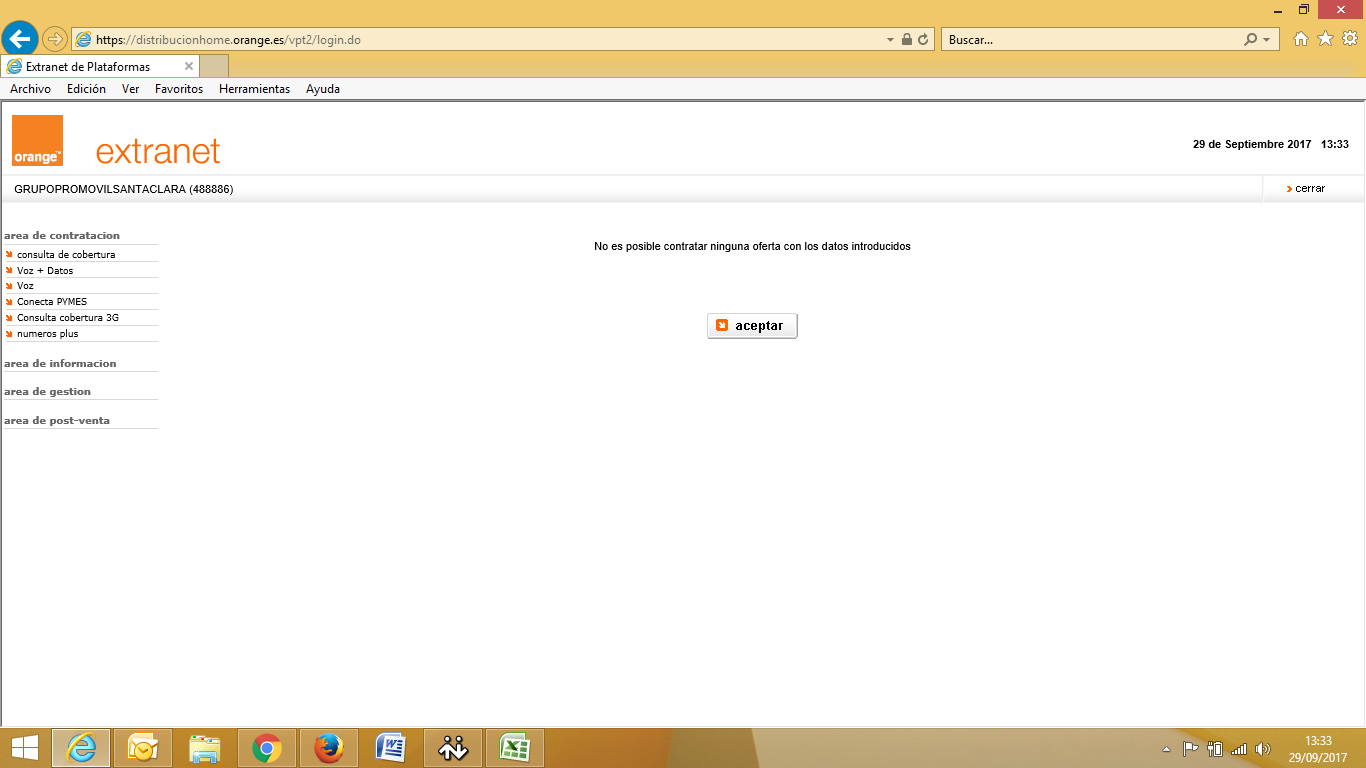 https://distribucionhome.orange.es/vpt2/login.do
Buscar...
Extranet de Plataformas
Archivo Edición Ver Favoritos Herramientas Ayuda
orange™
extranet
29 de Septiembre 2017 13:33
GRUPOPROMOVILSANTACLARA (488886)
cerrar
area de contratacion
consulta de cobertura
Voz + Datos
Voz
Conecta PYMES
Consulta cobertura 3G
numeros plus
area de informacion
area de gestion
area de post-venta
No es posible contratar ninguna oferta con los datos introducidos
aceptar
13:33
29/09/2017